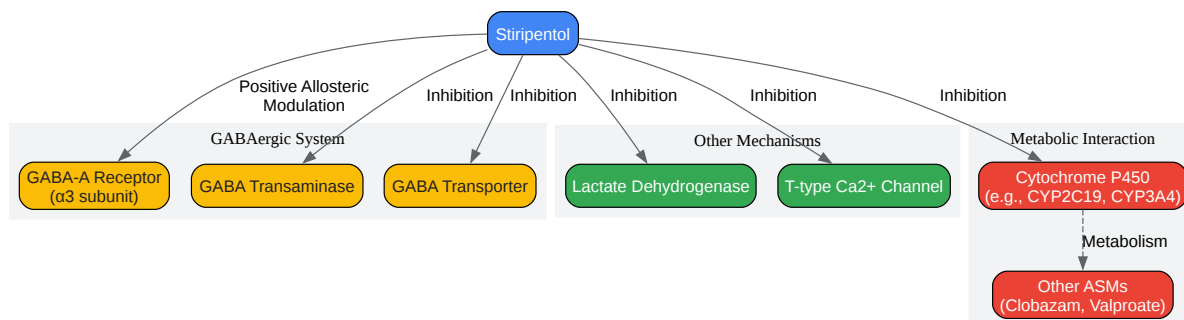 Stiripentol
Positive Allosteric
Modulation
Inhibition
Inhibition
Inhibition
Inhibition
Inhibition
GABAergic System
Other Mechanisms
Metabolic Interaction
GABA-A Receptor
(α3 subunit)
GABA Transaminase
GABA Transporter
Lactate Dehydrogenase
T-type Ca2+ Channel
Cytochrome P450
(e.g., CYP2C19, CYP3A4)
Metabolism
Other ASMs
(Clobazam, Valproate)